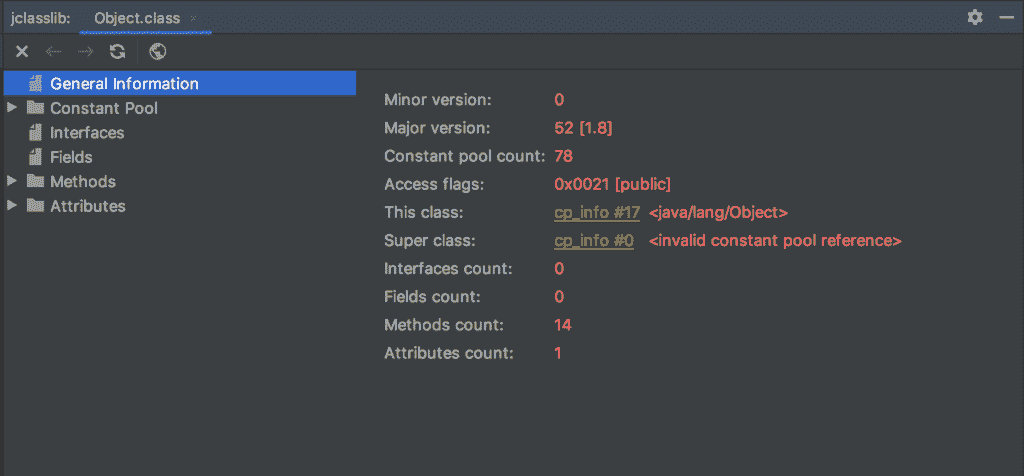 jclasslib: Object.class ×
General Information
Constant Pool
Interfaces
Fields
Methods
Attributes
Minor version: 0
Major version: 52 [1.8]
Constant pool count: 78
Access flags: 0x0021 [public]
This class: cp_info #17 <java/lang/Object>
Super class: cp_info #0 <invalid constant pool reference>
Interfaces count: 0
Fields count: 0
Methods count: 14
Attributes count: 1